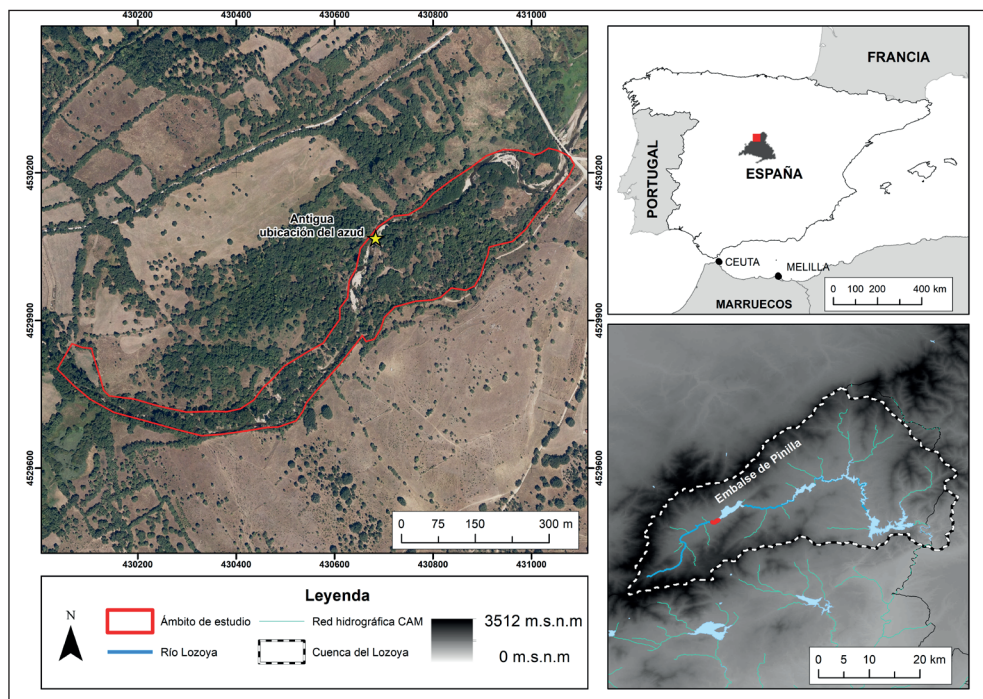 430200 430400 430600 430800 431000
4530200
4529900
4529600
Antigua
ubicación del azud
0 75 150 300 m
430200 430400 430600 430800 431000
4530200
4529900
4529600
FRANCIA
PORTUGAL
ESPAÑA
CEUTA
MELILLA
MARRUECOS
0 100 200 400 km
Embalse de Pinilla
0 5 10 20 km
Leyenda
N
Ámbito de estudio
Red hidrográfica CAM
3512 m.s.n.m
Río Lozoya
Cuenca del Lozoya
0 m.s.n.m